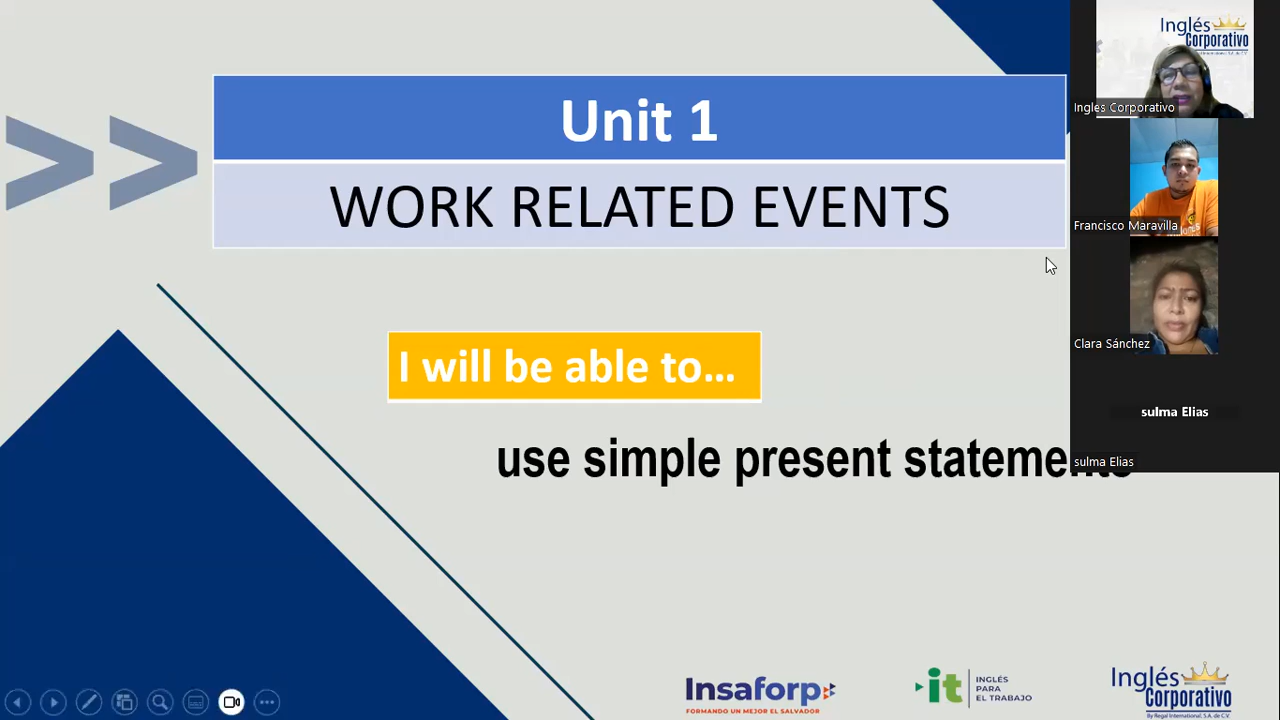 Unit 1
WORK RELATED EVENTS
I will be able to...
use simple present stateme
Inglés
Corporativo
Ingles Corporativo
Francisco Maravilla
Clara Sánchez
sulma Elias
sulma Elias
Insaforp
FORMANDO UN MEJOR EL SALVADOR
it
INGLÉS
PARA
EL TRABAJO
Inglés
Corporativo
By Regal International, S.A. de C.V.